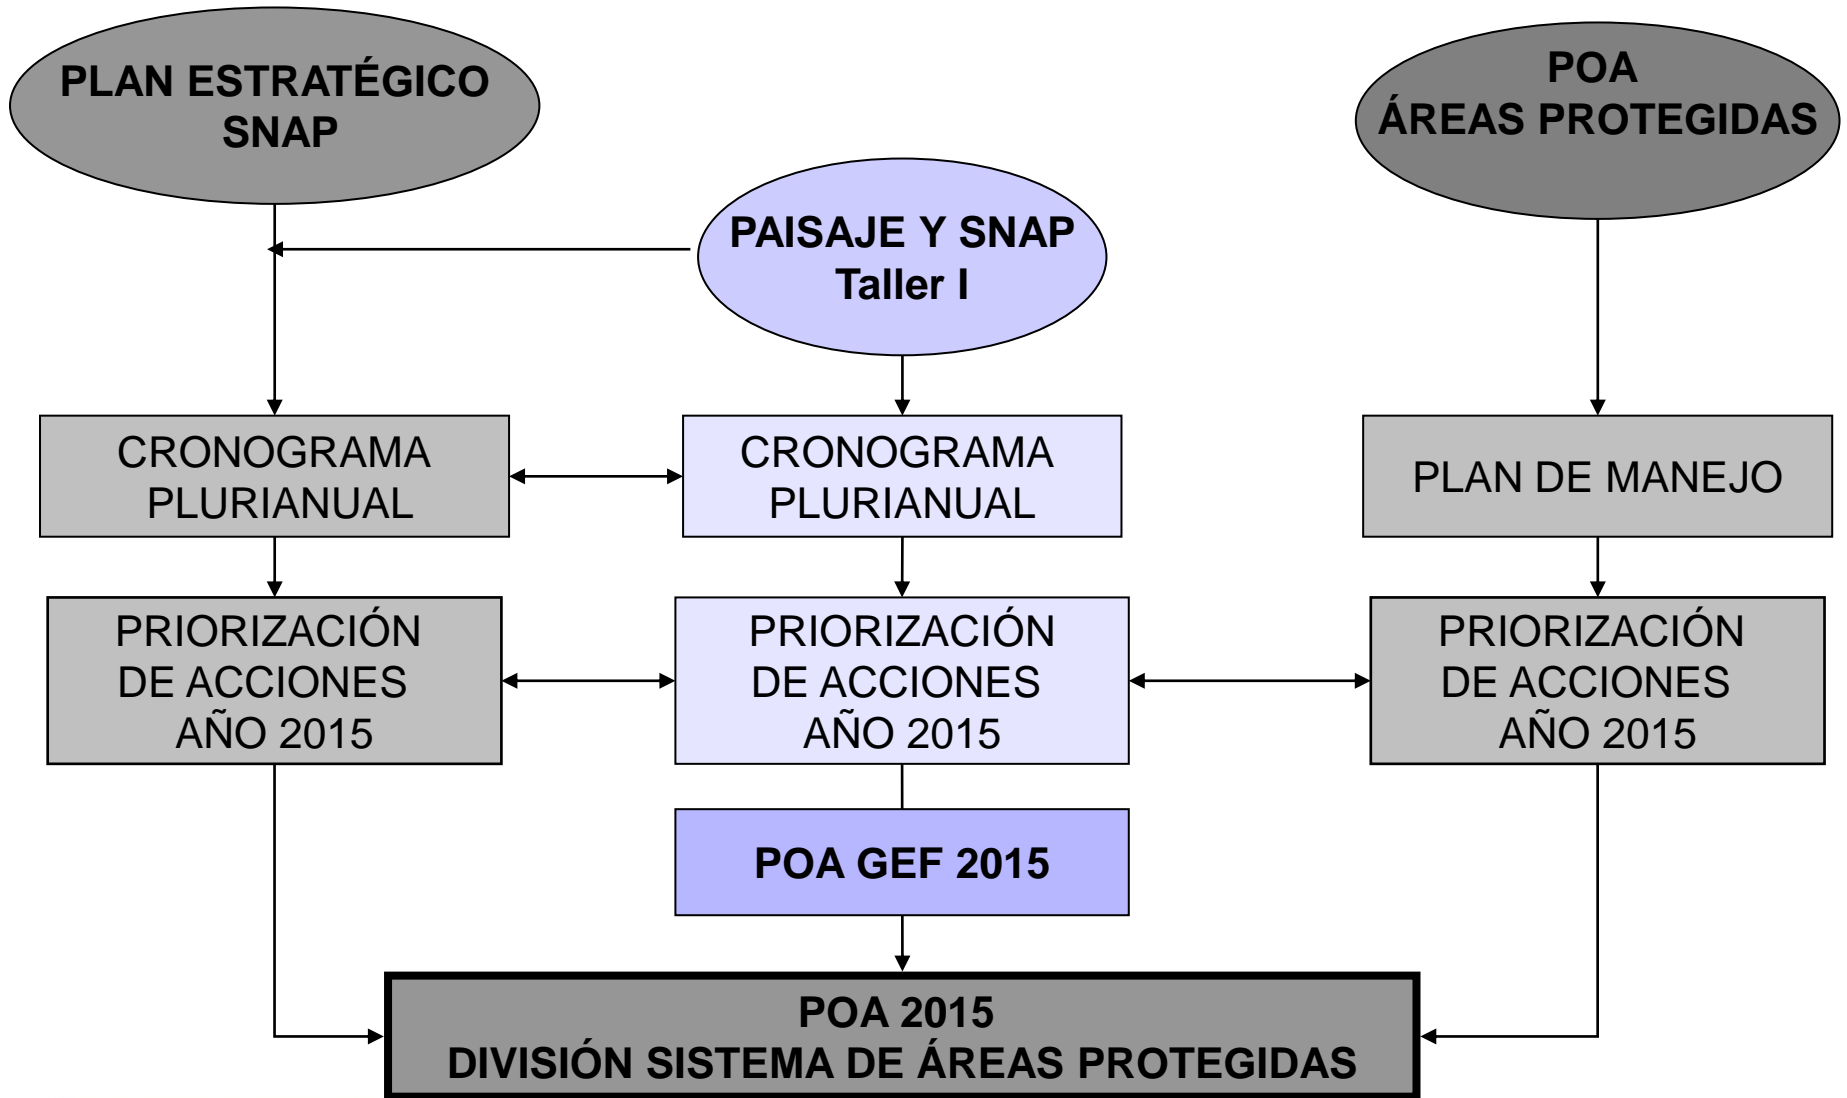 PLAN ESTRATÉGICO
SNAP
POA
ÁREAS PROTEGIDAS
PAISAJE Y SNAP
Taller I
CRONOGRAMA
PLURIANUAL
CRONOGRAMA
PLURIANUAL
PLAN DE MANEJO
PRIORIZACIÓN
DE ACCIONES
AÑO 2015
PRIORIZACIÓN
DE ACCIONES
AÑO 2015
PRIORIZACIÓN
DE ACCIONES
AÑO 2015
POA GEF 2015
POA 2015
DIVISIÓN SISTEMA DE ÁREAS PROTEGIDAS